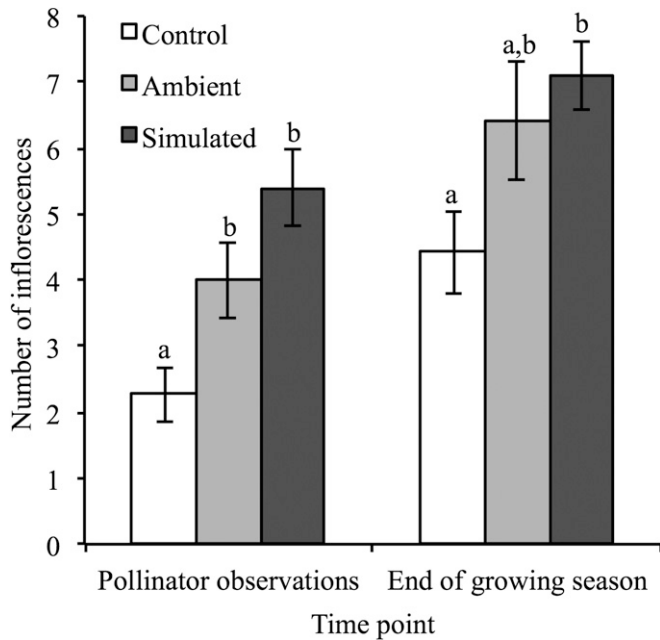 8
7
6
5
4
3
2
1
0
Number of inflorescences
Control
Ambient
Simulated
a
b
b
a
a,b
b
Pollinator observations
End of growing season
Time point